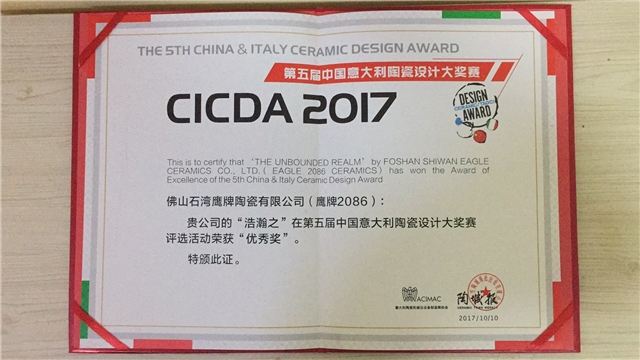 THE 5TH CHINA & ITALY CERAMIC DESIGN AWARD
第五届中国意大利陶瓷设计大奖赛
CICDA 2017
DESIGN
CERAMIC CICDA
AWARD
This is to certify that ‘THE UNBOUNDED REALM’ by FOSHAN SHIWAN EAGLE
CERAMICS CO., LTD.( EAGLE 2086 CERAMICS) has won the Award of
Excellence of the 5th China & Italy Ceramic Design Award
佛山石湾鹰牌陶瓷有限公司（鹰牌2086）：
贵公司的“浩瀚之”在第五届中国意大利陶瓷设计大奖赛
评选活动荣获“优秀奖”。
特颁此证。
ACIMAC
陶城报
CERAMIC TOWN WEEKLY
2017/10/10